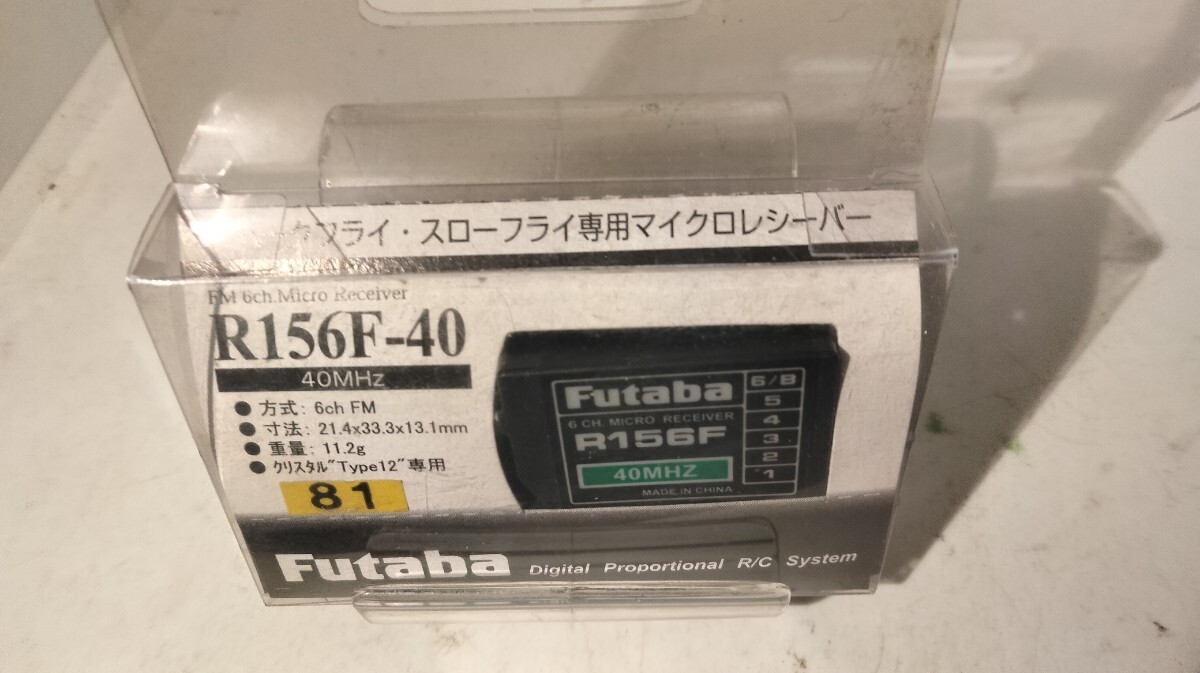 クフライ・スローフライ専用マイクロレシーバー
FM 6ch.Micro Receiver
R156F-40
40MHz
● 方式: 6ch FM
● 寸法: 21.4x33.3x13.1mm
● 重量: 11.2g
● ｸﾘｽﾀﾙ"Type12"専用
81
Futaba
6 CH. MICRO RECEIVER
R156F
40MHZ
MADE IN CHINA
6/B
5
4
3
2
1
Futaba Digital Proportional R/C System